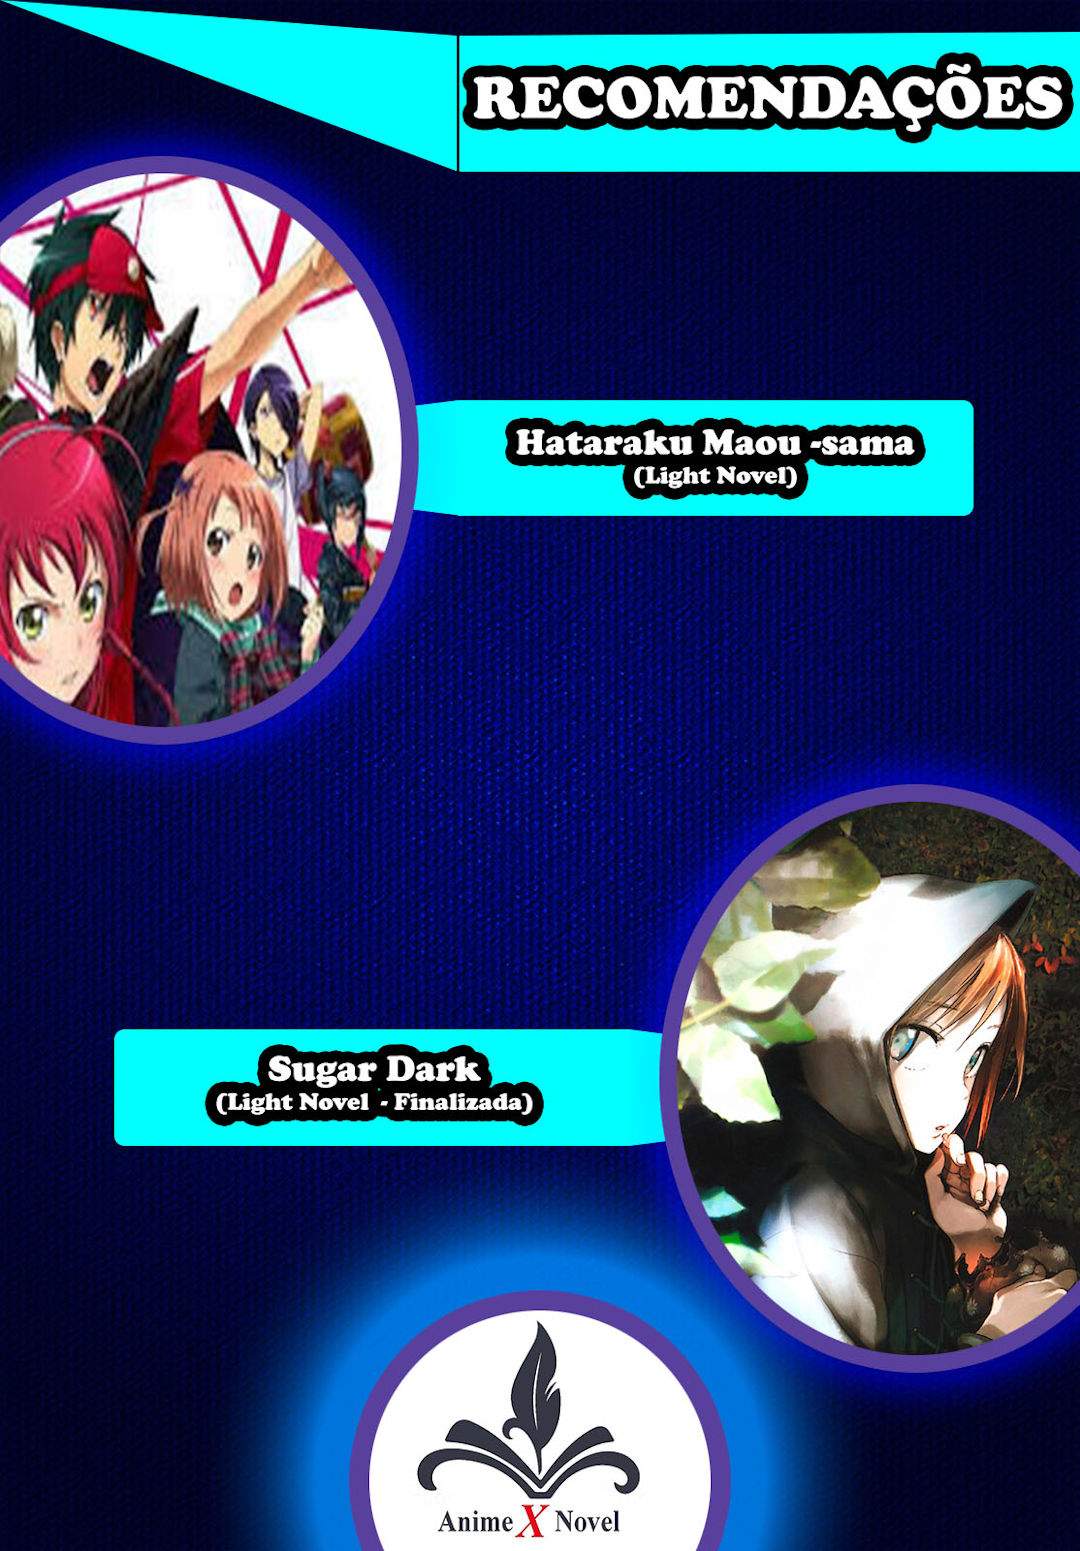 RECOMENDAÇÕES
Hataraku Maou -sama
(Light Novel)
Sugar Dark
(Light Novel - Finalizada)
Anime X Novel